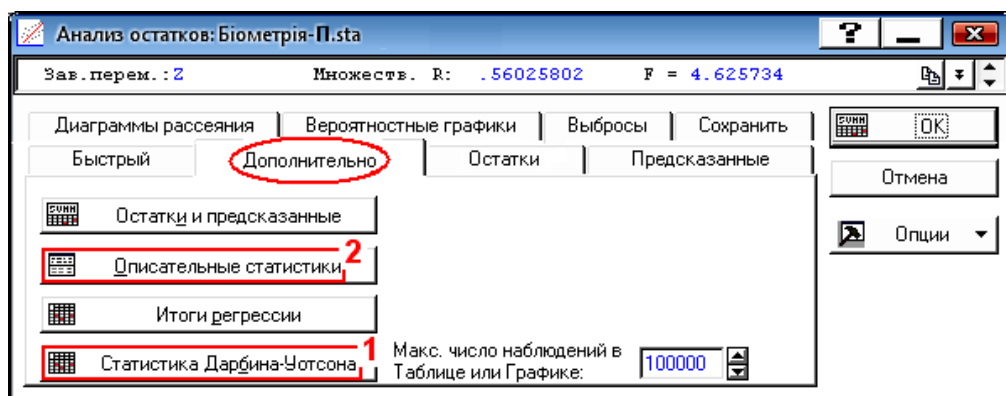 Анализ остатков: Біометрія-П.sta
?
Зав.перем.:Z Множеств. R: .56025802 F = 4.625734
Диаграммы рассеяния Вероятностные графики Выбросы Сохранить
Быстрый Дополнительно Остатки Предсказанные
Остатки и предсказанные
Описательные статистики 2
Итоги регрессии
Статистика Дарбина-Уотсона 1
Макс. число наблюдений в
Таблице или Графике: 100000
SUMM OK
Отмена
Опции